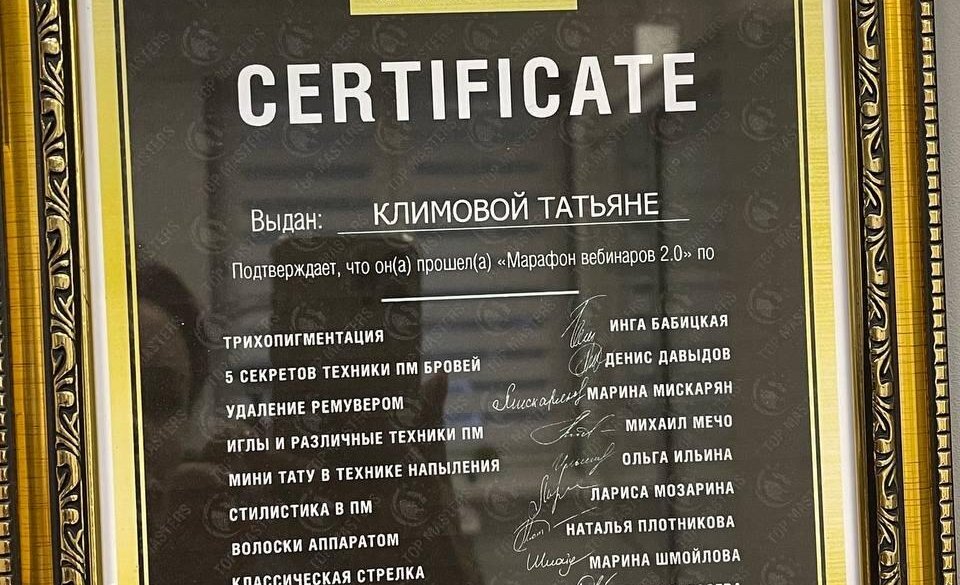 CERTIFICATE
Выдан: КЛИМОВОЙ ТАТЬЯНЕ
Подтверждает, что он(а) прошел(а) «Марафон вебинаров 2.0» по
ТРИХОПИГМЕНТАЦИЯ ИНГА БАБИЦКАЯ
5 СЕКРЕТОВ ТЕХНИКИ ПМ БРОВЕЙ ДЕНИС ДАВЫДОВ
УДАЛЕНИЕ РЕМУВЕРОМ МАРИНА МИСКАРЯН
ИГЛЫ И РАЗЛИЧНЫЕ ТЕХНИКИ ПМ МИХАИЛ МЕЧО
МИНИ ТАТУ В ТЕХНИКЕ НАПЫЛЕНИЯ ОЛЬГА ИЛЬИНА
СТИЛИСТИКА В ПМ ЛАРИСА МОЗАРИНА
ВОЛОСКИ АППАРАТОМ НАТАЛЬЯ ПЛОТНИКОВА
КЛАССИЧЕСКАЯ СТРЕЛКА МАРИНА ШМОЙЛОВА
TOP MASTERS